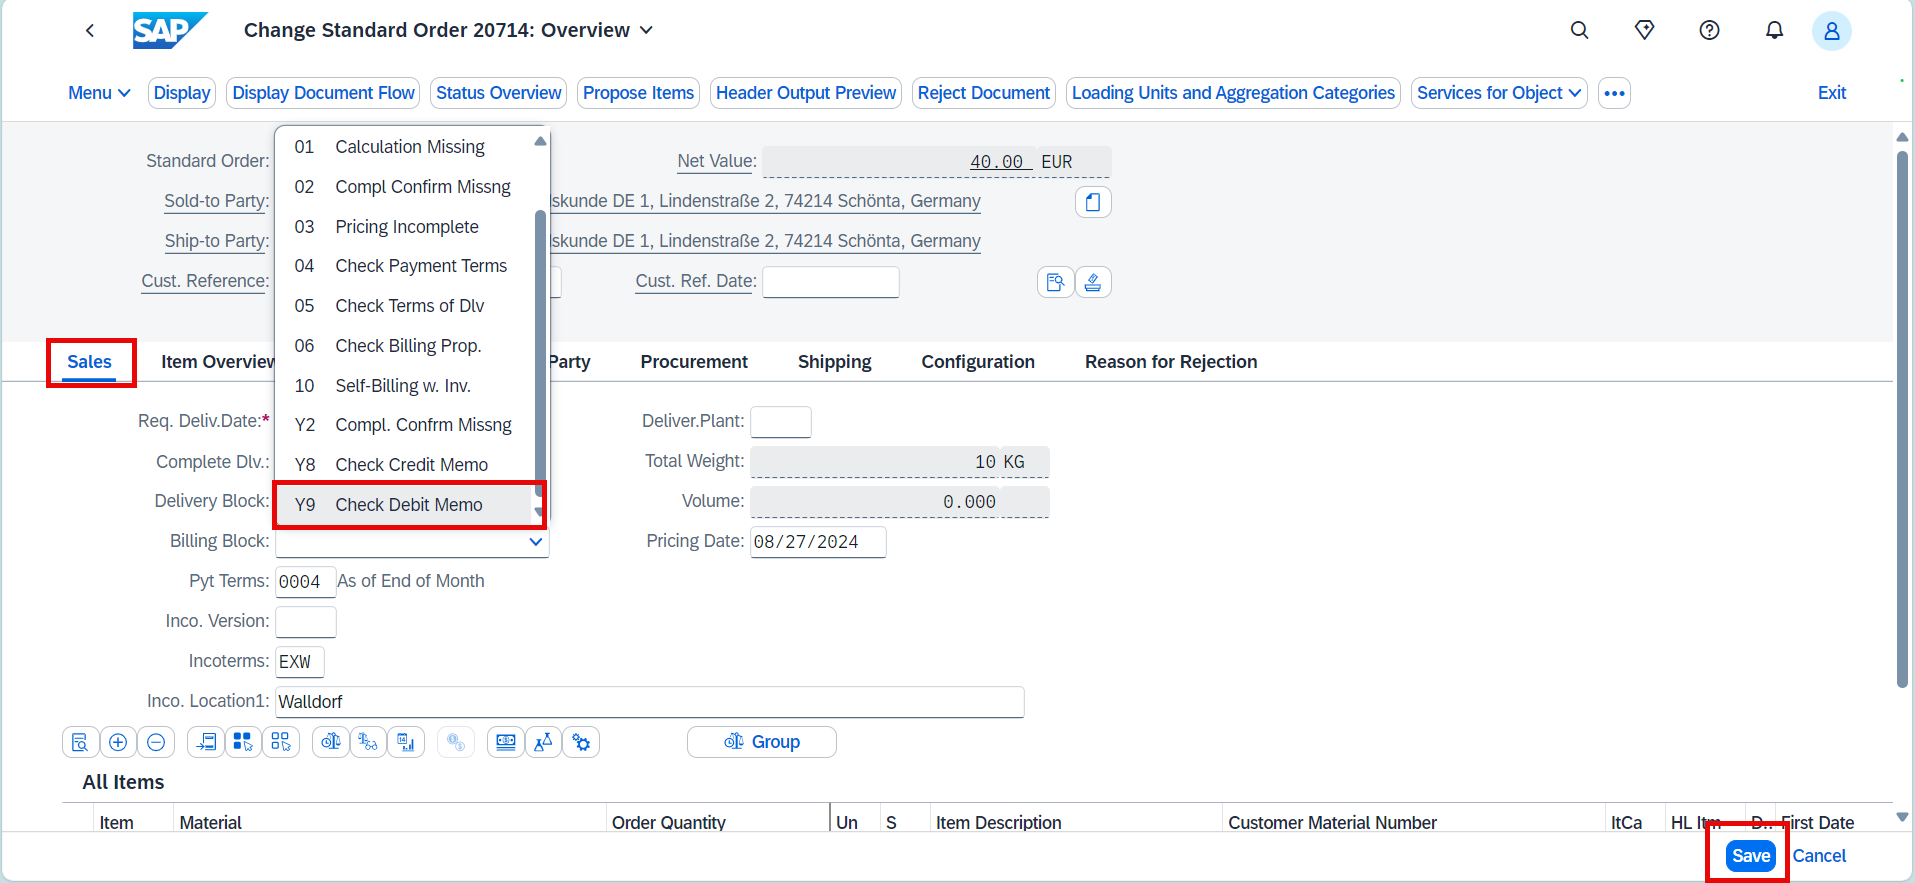 SAP
Change Standard Order 20714: Overview
Menu Display Display Document Flow Status Overview Propose Items Header Output Preview Reject Document Loading Units and Aggregation Categories Services for Object Exit
Standard Order:
Net Value: 40.00 EUR
Sold-to Party: skunde DE 1, Lindenstraße 2, 74214 Schönta, Germany
Ship-to Party: skunde DE 1, Lindenstraße 2, 74214 Schönta, Germany
Cust. Reference: Cust. Ref. Date:
01 Calculation Missing
02 Compl Confirm Missng
03 Pricing Incomplete
04 Check Payment Terms
05 Check Terms of Dlv
06 Check Billing Prop.
10 Self-Billing w. Inv.
Y2 Compl. Confrm Missng
Y8 Check Credit Memo
Y9 Check Debit Memo
Sales Item Overview Party Procurement Shipping Configuration Reason for Rejection
Req. Deliv.Date:* Deliver.Plant:
Complete Dlv.: Total Weight: 10 KG
Delivery Block: Volume: 0.000
Billing Block: Pricing Date: 08/27/2024
Pyt Terms: 0004 As of End of Month
Inco. Version:
Incoterms: EXW
Inco. Location1: Walldorf
Group
All Items
Item Material Order Quantity Un S Item Description Customer Material Number ItCa HL Itm D.. First Date
Save Cancel